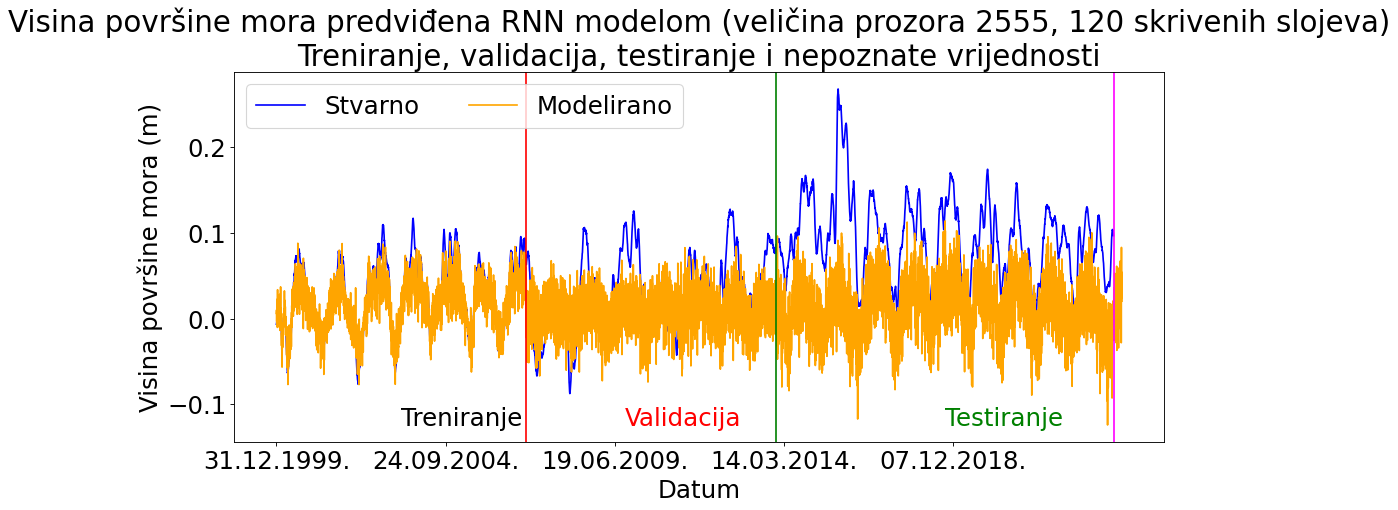 Visina površine mora predviđena RNN modelom (veličina prozora 2555, 120 skrivenih slojeva)
Treniranje, validacija, testiranje i nepoznate vrijednosti
Stvarno Modelirano
Visina površine mora (m)
0.2
0.1
0.0
−0.1
Treniranje Validacija Testiranje
31.12.1999. 24.09.2004. 19.06.2009. 14.03.2014. 07.12.2018.
Datum